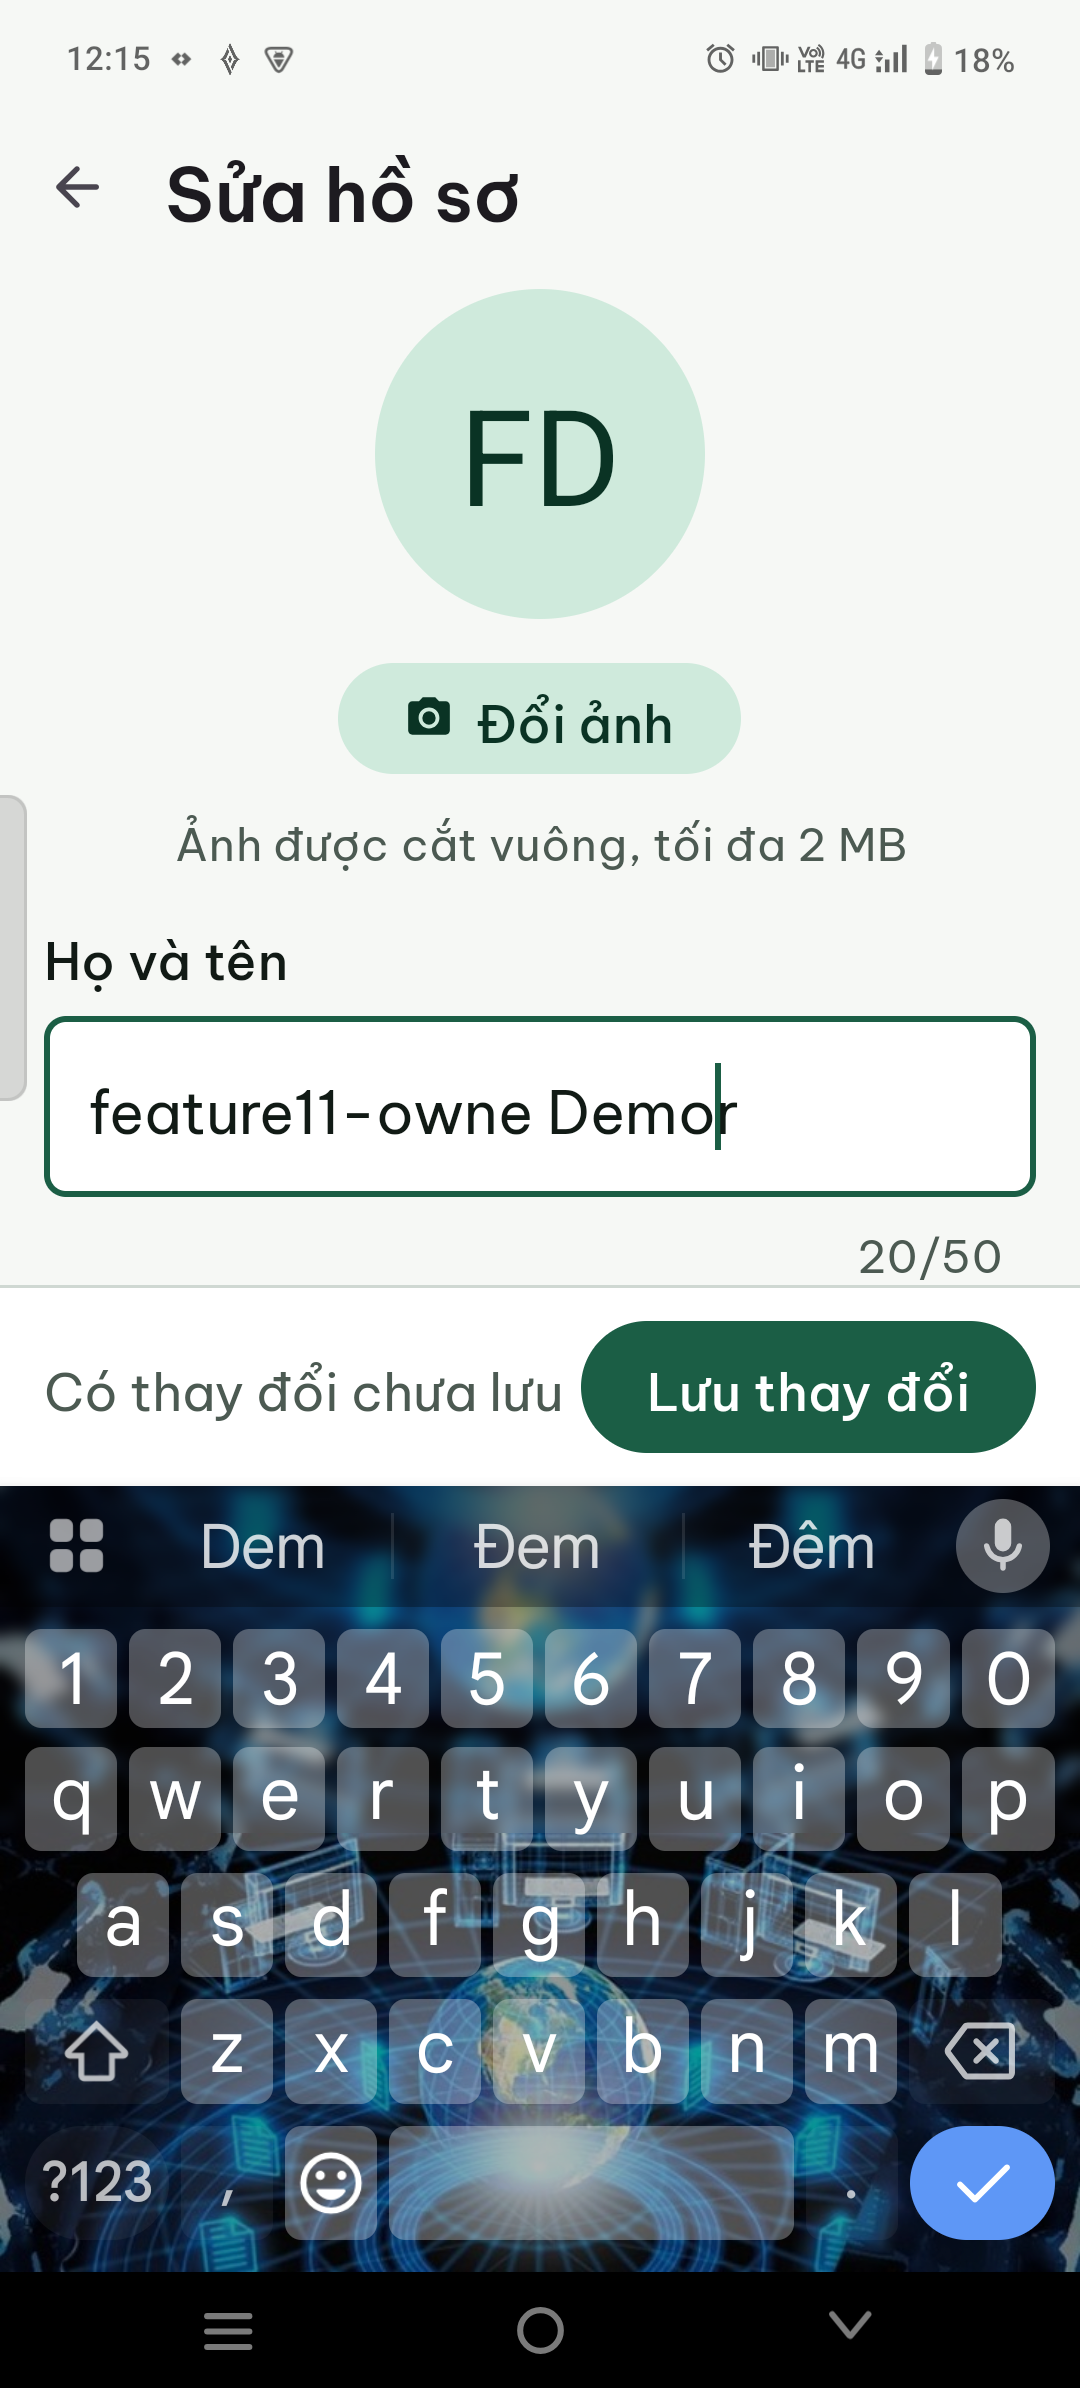 12:15 VoLTE 4G 18%
Sửa hồ sơ
FD
Đổi ảnh
Ảnh được cắt vuông, tối đa 2 MB
Họ và tên
feature11-owne Demor
20/50
Có thay đổi chưa lưu Lưu thay đổi
Dem Đem Đêm
1 2 3 4 5 6 7 8 9 0
q w e r t y u i o p
a s d f g h j k l
z x c v b n m
?123 , .